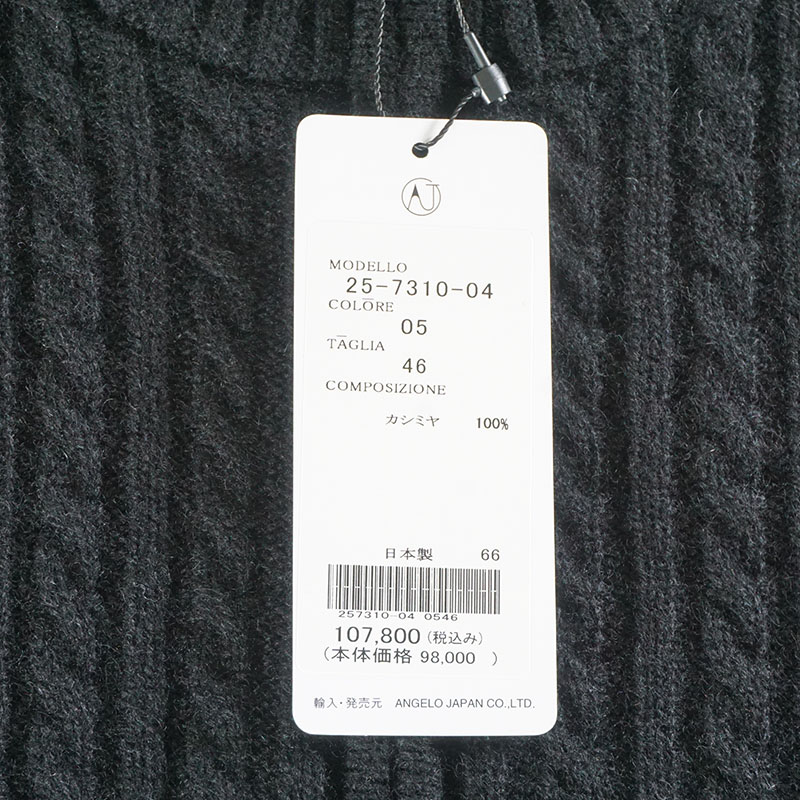 AJ
MODELLO
25-7310-04
COLORE
05
TAGLIA
46
COMPOSIZIONE
カシミヤ 100%
日本製 66
257310-04 0546
107,800 (税込み)
(本体価格 98,000 )
輸入・発売元 ANGELO JAPAN CO.,LTD.